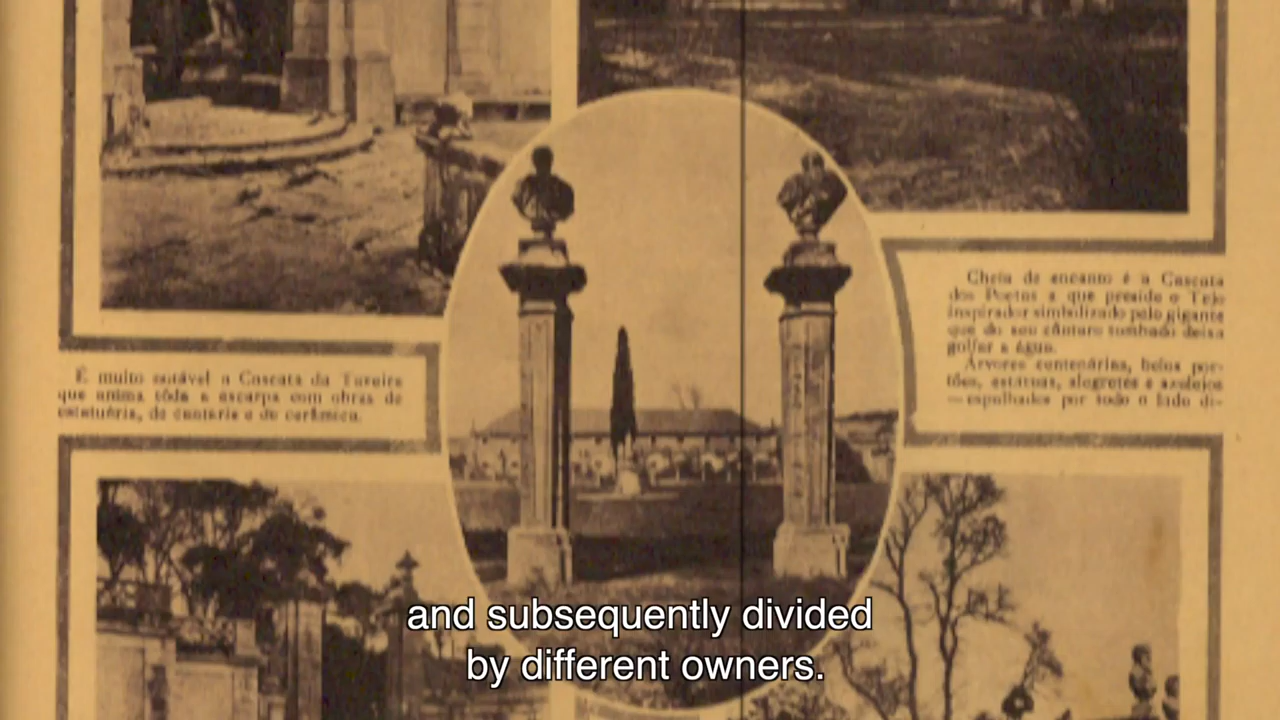 Cheia de encanto é a Cascata
dos Poetas a que preside o Tejo
inspirador simbolizado pelo gigante
que do seu cântaro tombado deixa
golfar a água.
Árvores centenárias, belos por-
tões, estátuas, alegretes e azulejos
— espalhados por todo o lado di-
É muito notável a Cascata da Taveira
que anima tôda a escarpa com obras de
estatuária, de cantaria e de cerâmica.
and subsequently divided
by different owners.